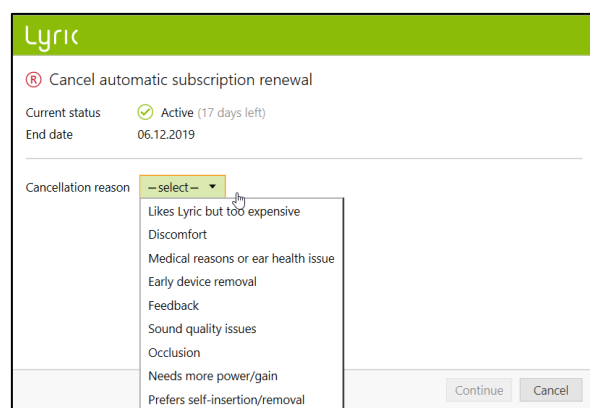 Lyric
R Cancel automatic subscription renewal
Current status Active (17 days left)
End date 06.12.2019
Cancellation reason –select–
Likes Lyric but too expensive
Discomfort
Medical reasons or ear health issue
Early device removal
Feedback
Sound quality issues
Occlusion
Needs more power/gain
Prefers self-insertion/removal
Continue Cancel